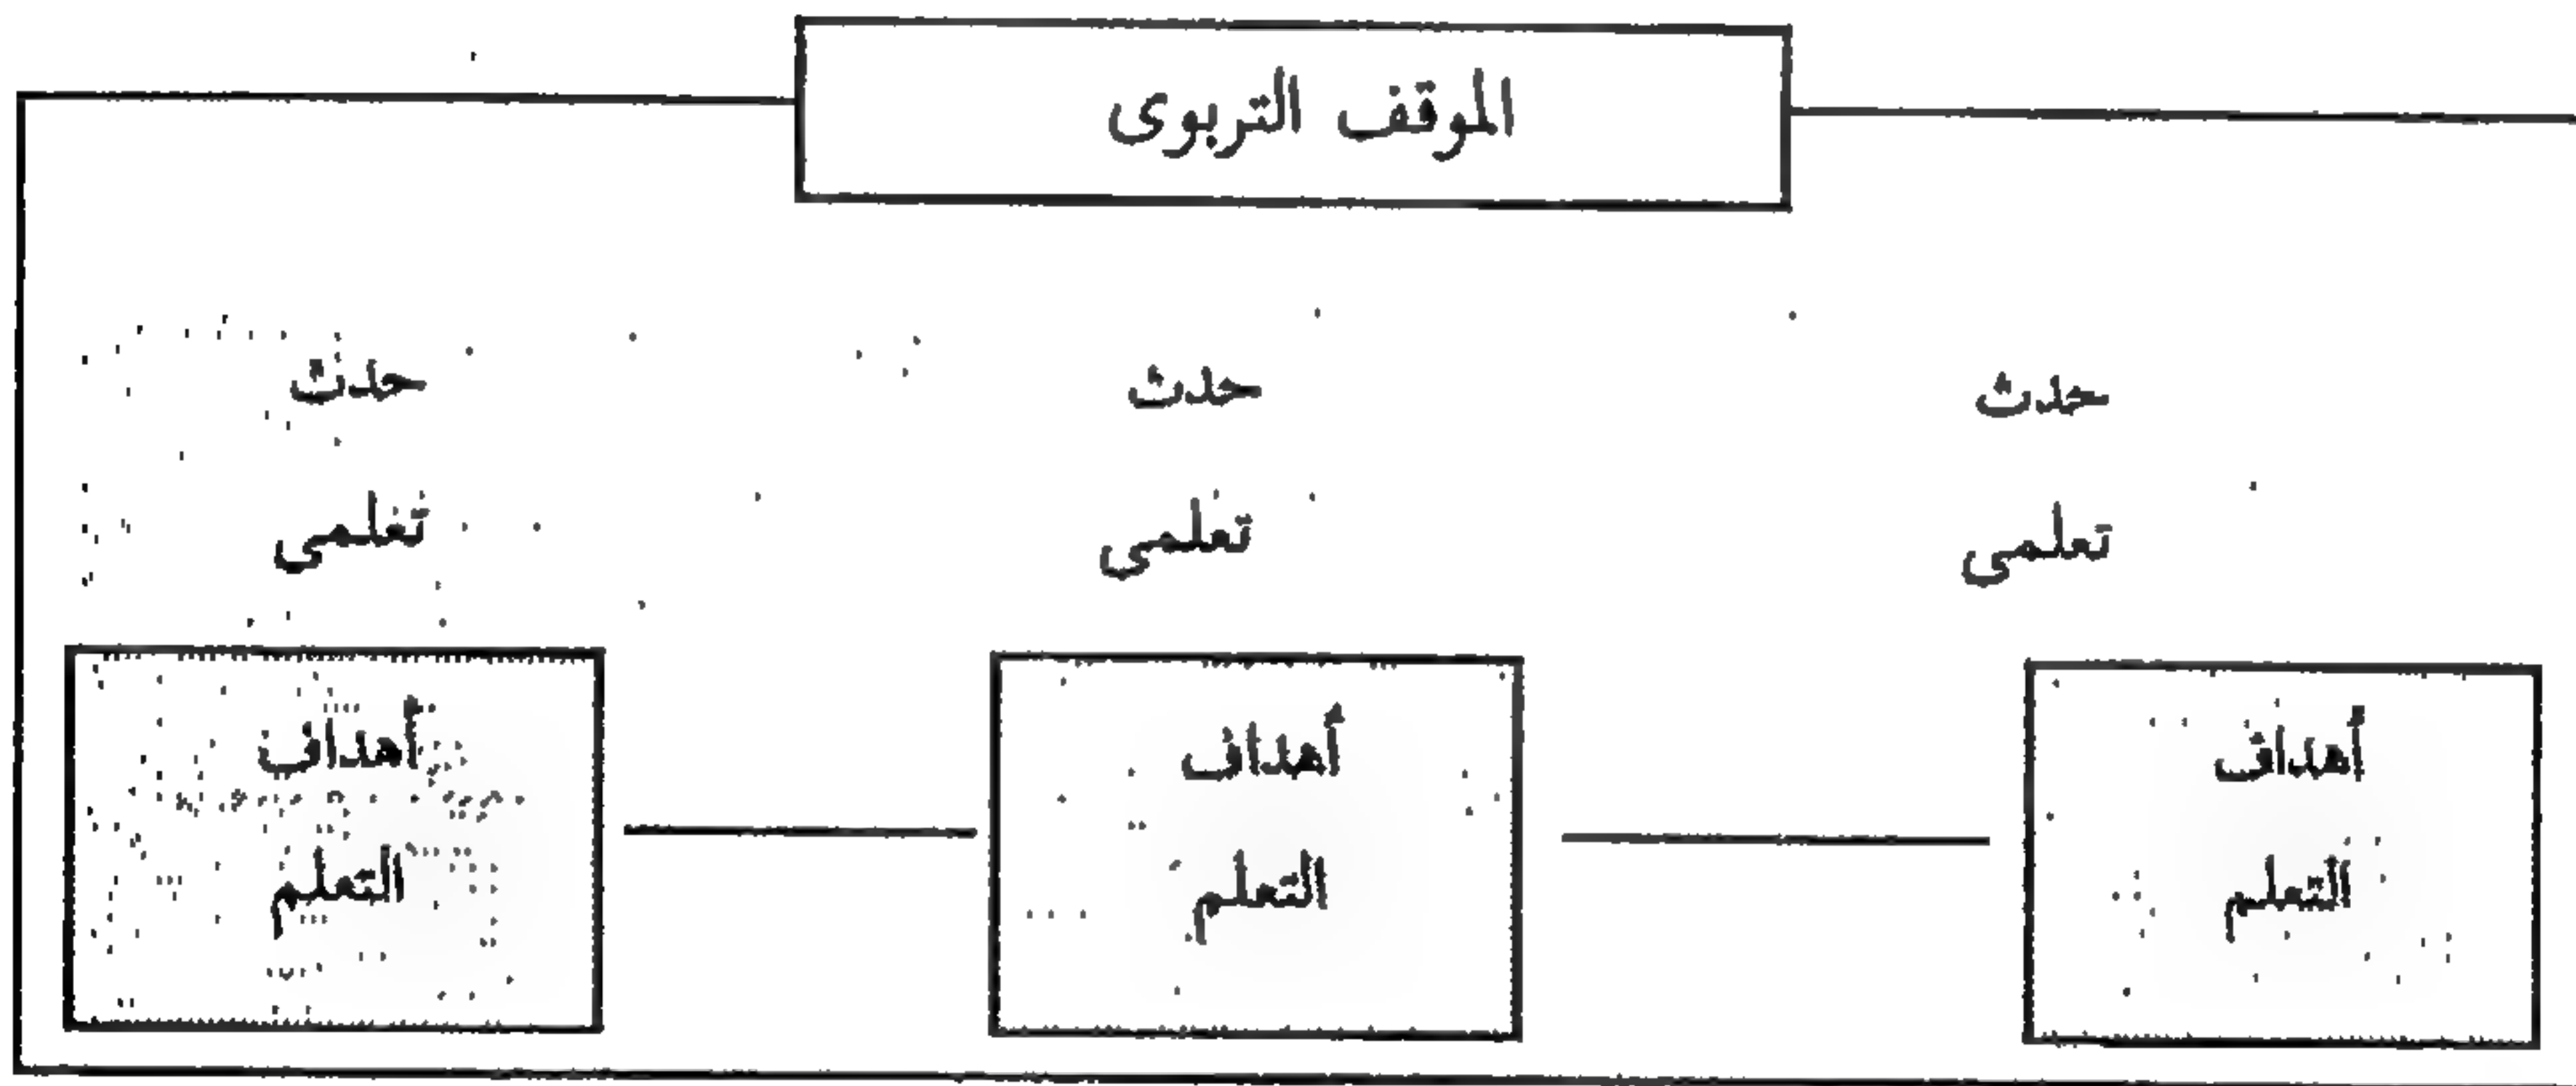 الموقف التربوى
حدث
تعلمى
حدث
تعلمى
حدث
تعلمى
أهداف
التعلم
أهداف
التعلم
أهداف
التعلم